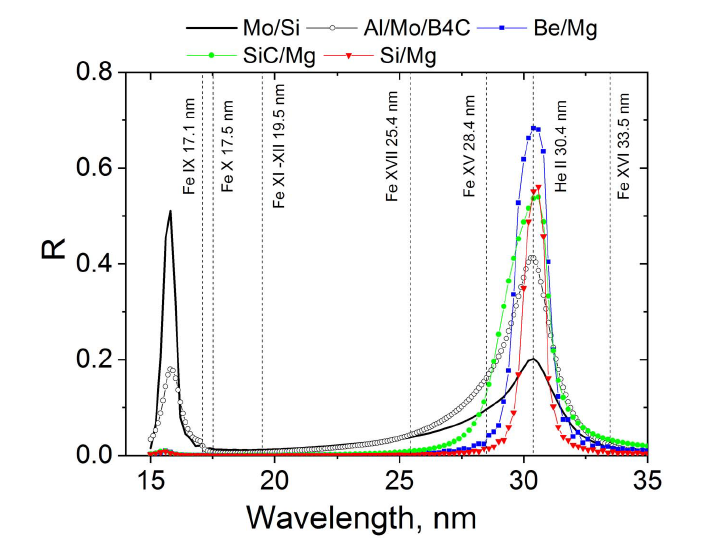 Mo/Si Al/Mo/B4C Be/Mg
SiC/Mg Si/Mg
0.8
0.6
0.4
0.2
0.0
R
Fe IX 17.1 nm
Fe X 17.5 nm
Fe XI -XII 19.5 nm
Fe XVII 25.4 nm
Fe XV 28.4 nm
He II 30.4 nm
Fe XVI 33.5 nm
15 20 25 30 35
Wavelength, nm